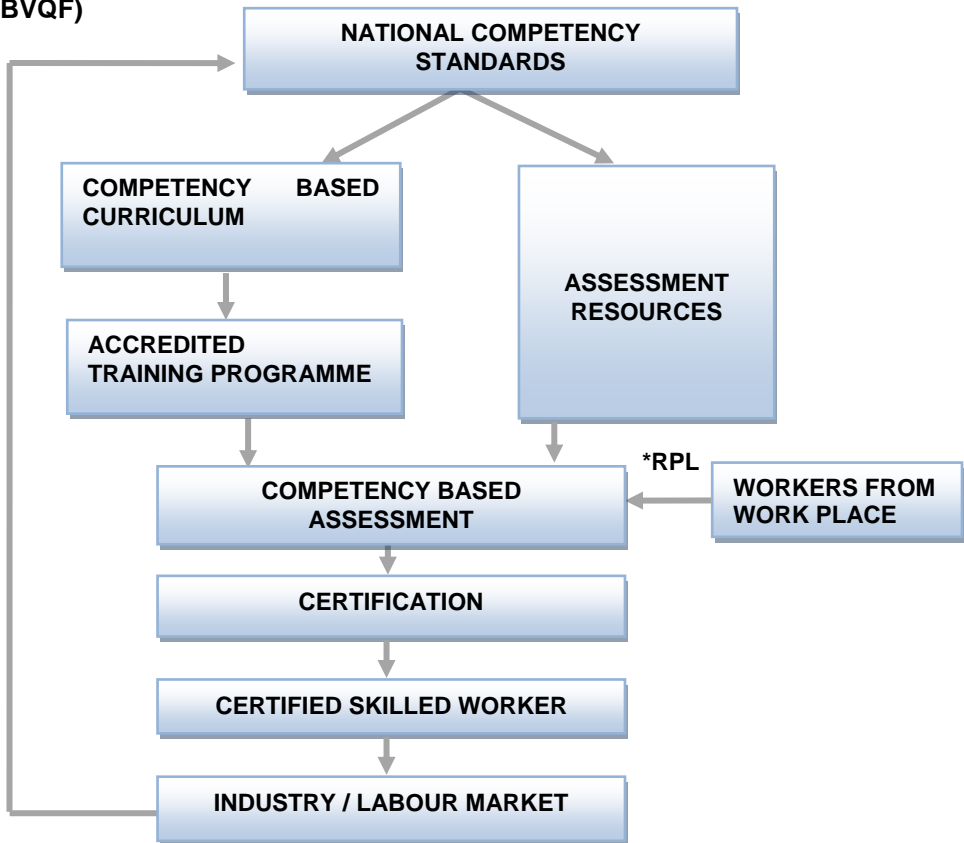 BVQF)
NATIONAL COMPETENCY
STANDARDS
COMPETENCY BASED
CURRICULUM
ASSESSMENT
RESOURCES
ACCREDITED
TRAINING PROGRAMME
*RPL
COMPETENCY BASED
ASSESSMENT
WORKERS FROM
WORK PLACE
CERTIFICATION
CERTIFIED SKILLED WORKER
INDUSTRY / LABOUR MARKET